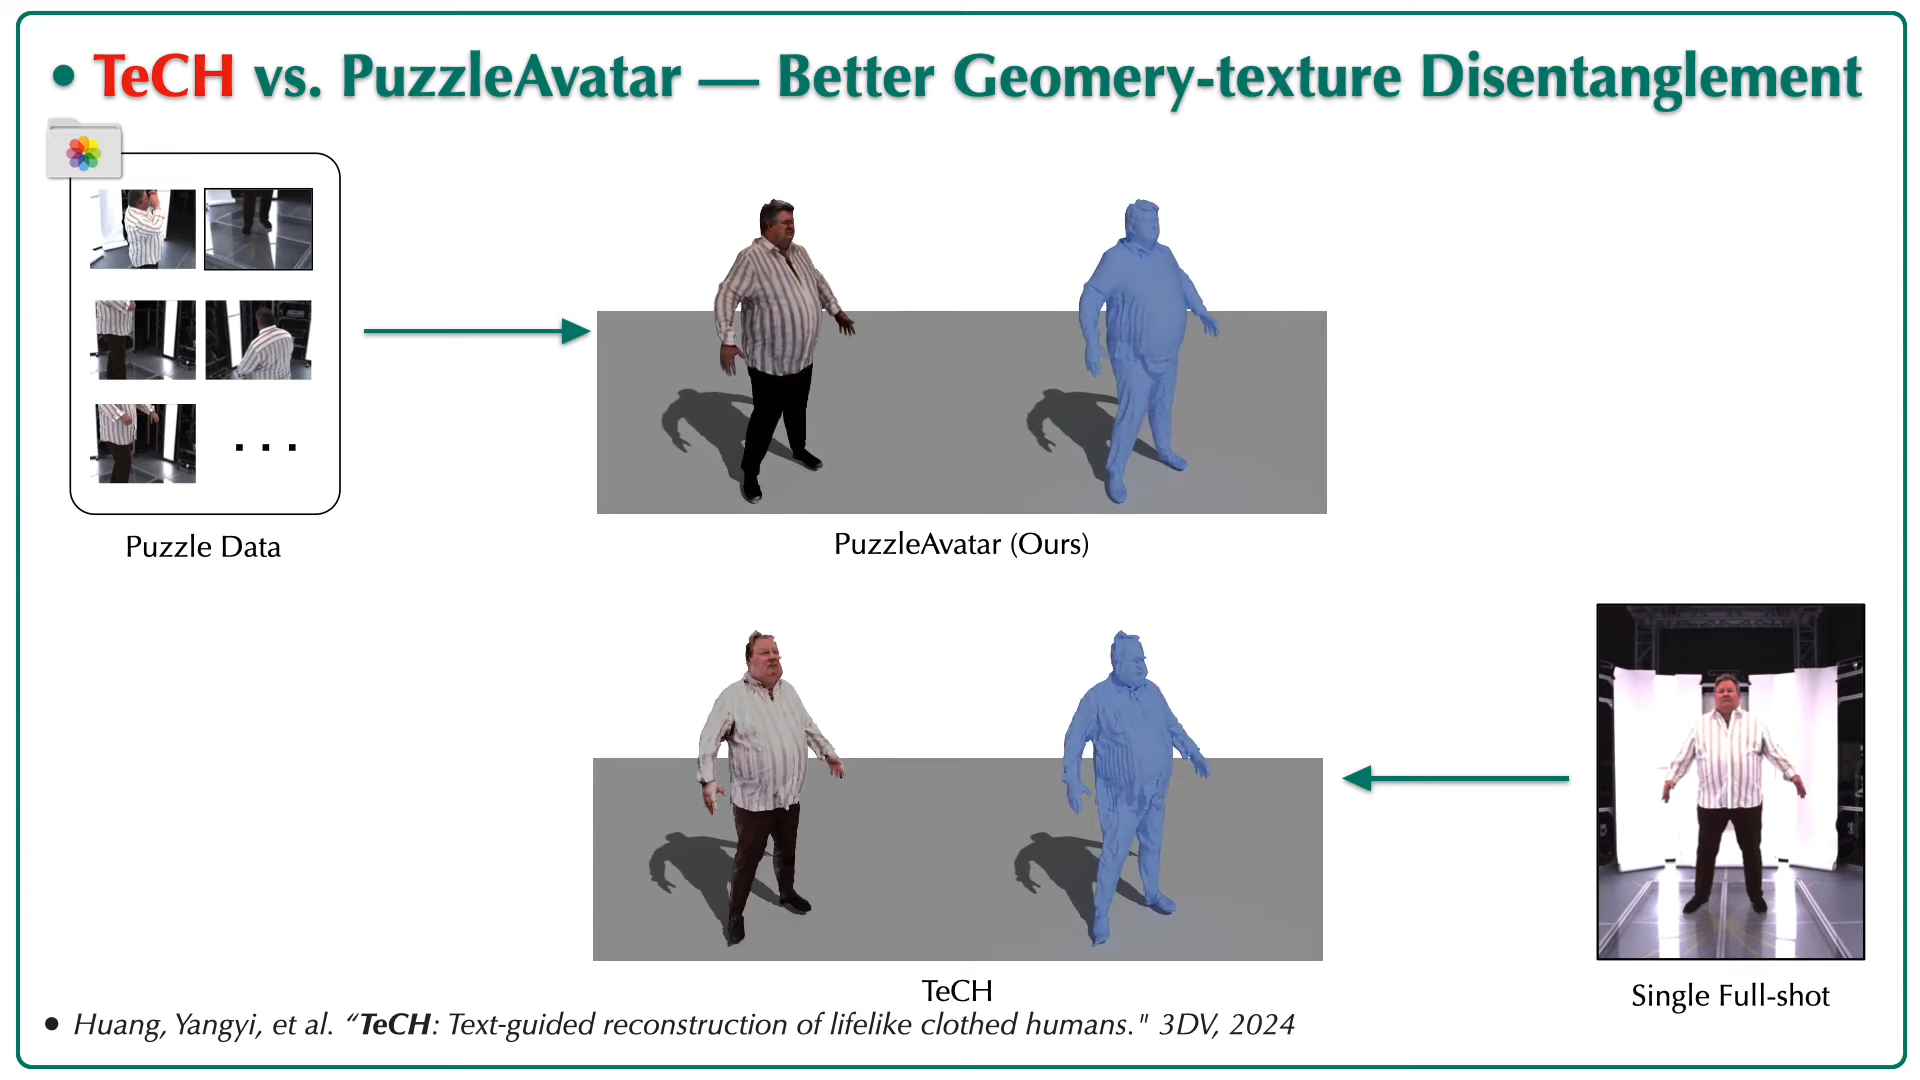 • TeCH vs. PuzzleAvatar — Better Geomery-texture Disentanglement
Puzzle Data
PuzzleAvatar (Ours)
TeCH
Single Full-shot
• Huang, Yangyi, et al. “TeCH: Text-guided reconstruction of lifelike clothed humans." 3DV, 2024